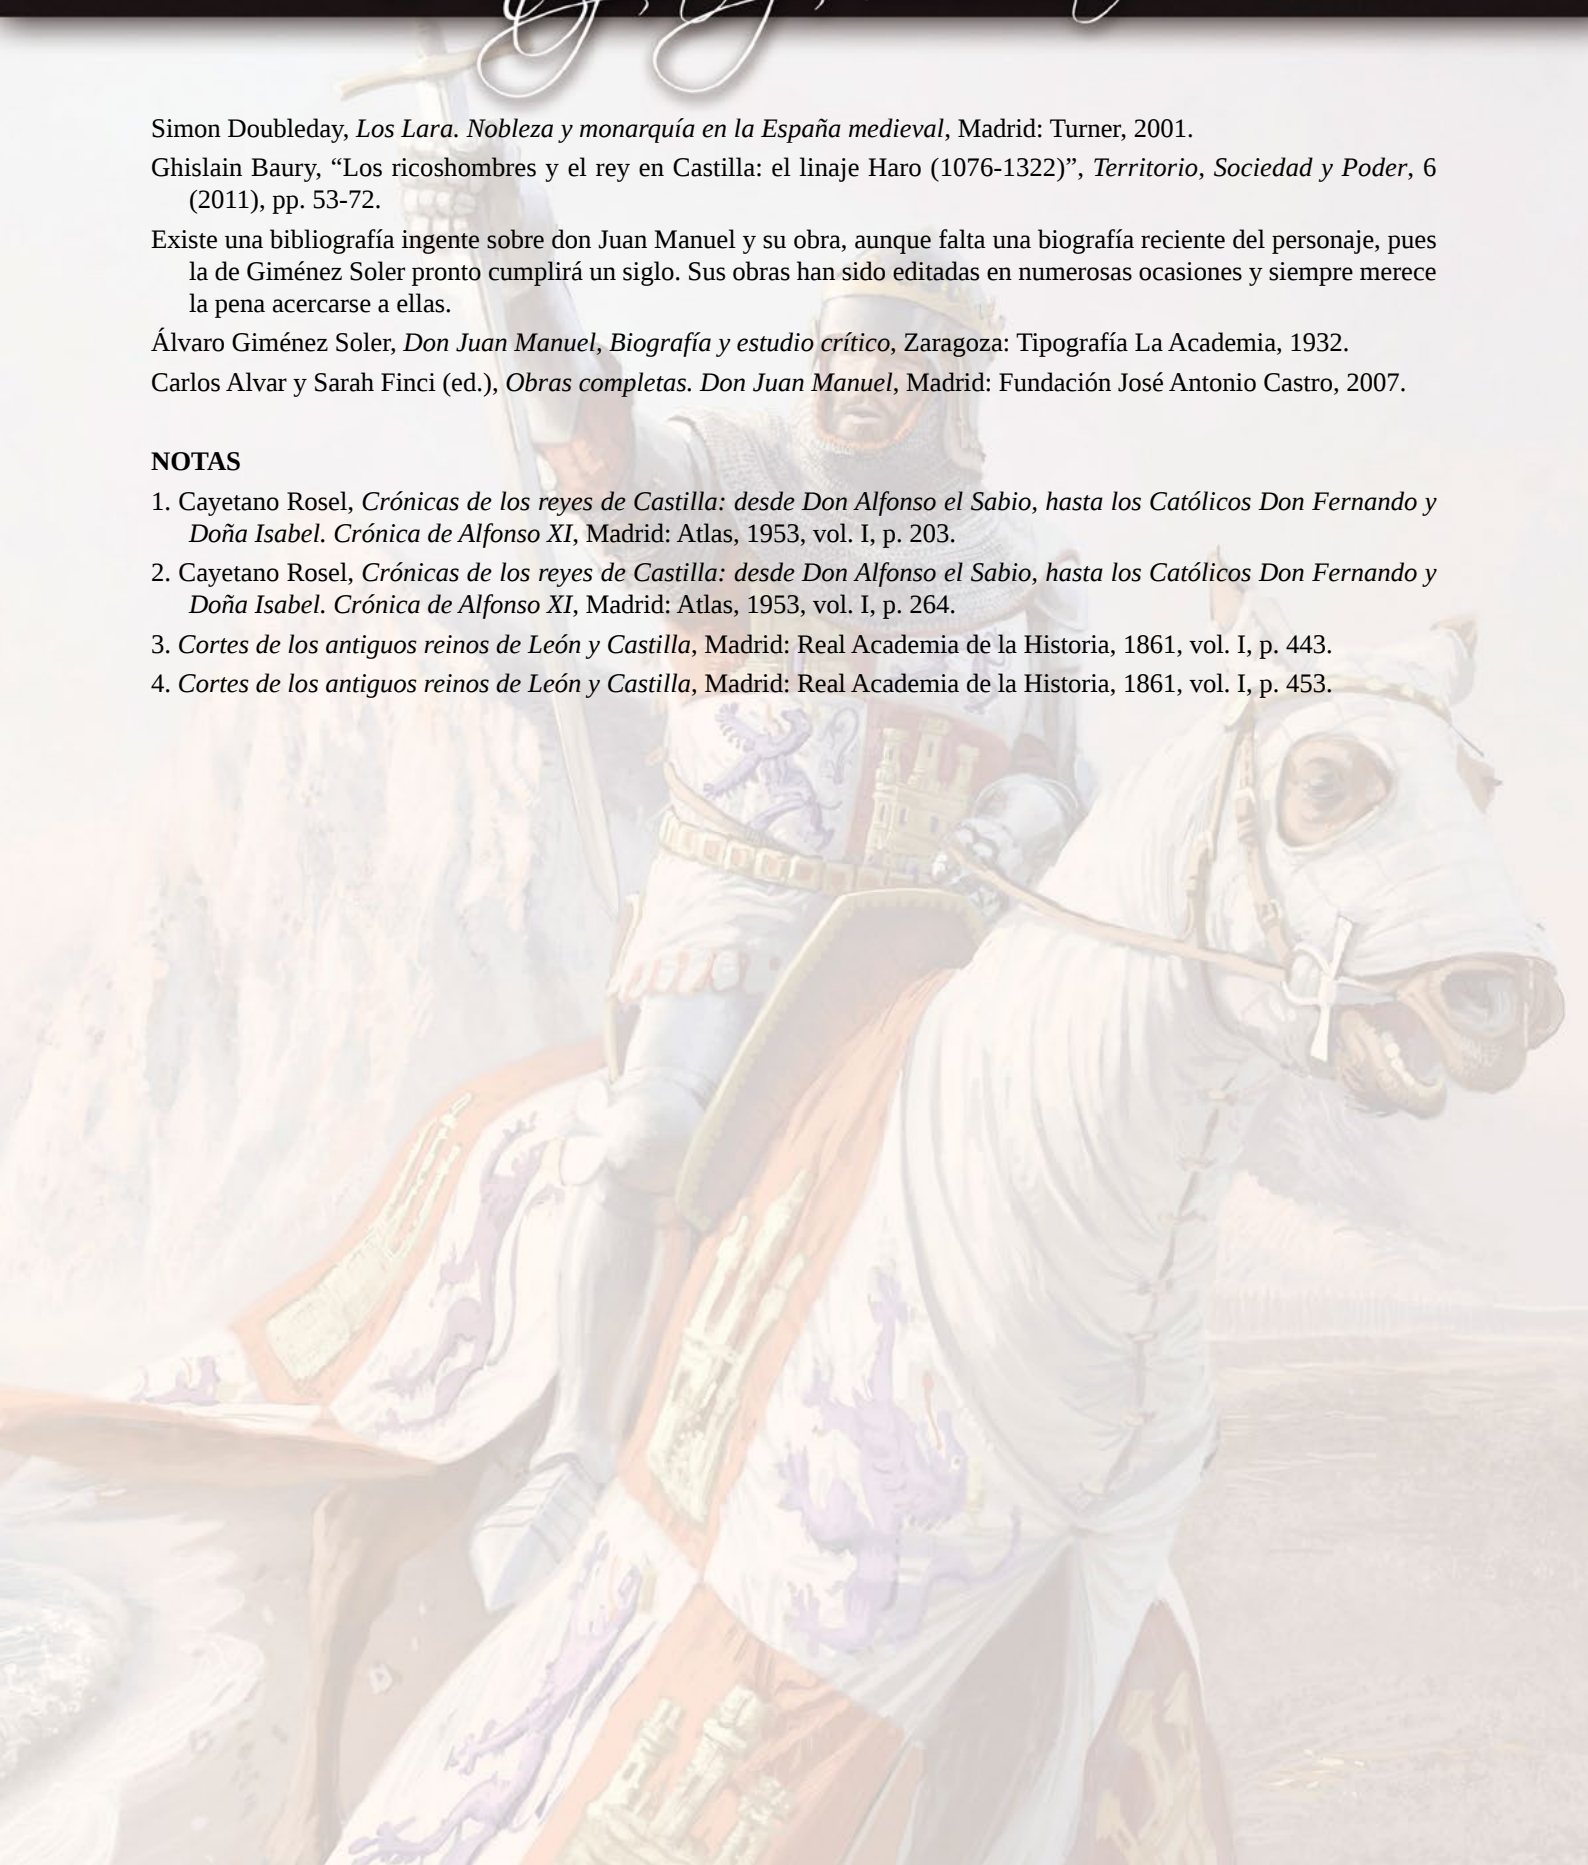 Simon Doubleday, Los Lara. Nobleza y monarquía en la España medieval, Madrid: Turner, 2001.
Ghislain Baury, “Los ricoshombres y el rey en Castilla: el linaje Haro (1076-1322)”, Territorio, Sociedad y Poder, 6
(2011), pp. 53-72.
Existe una bibliografía ingente sobre don Juan Manuel y su obra, aunque falta una biografía reciente del personaje, pues
la de Giménez Soler pronto cumplirá un siglo. Sus obras han sido editadas en numerosas ocasiones y siempre merece
la pena acercarse a ellas.
Álvaro Giménez Soler, Don Juan Manuel, Biografía y estudio crítico, Zaragoza: Tipografía La Academia, 1932.
Carlos Alvar y Sarah Finci (ed.), Obras completas. Don Juan Manuel, Madrid: Fundación José Antonio Castro, 2007.
NOTAS
1. Cayetano Rosel, Crónicas de los reyes de Castilla: desde Don Alfonso el Sabio, hasta los Católicos Don Fernando y
Doña Isabel. Crónica de Alfonso XI, Madrid: Atlas, 1953, vol. I, p. 203.
2. Cayetano Rosel, Crónicas de los reyes de Castilla: desde Don Alfonso el Sabio, hasta los Católicos Don Fernando y
Doña Isabel. Crónica de Alfonso XI, Madrid: Atlas, 1953, vol. I, p. 264.
3. Cortes de los antiguos reinos de León y Castilla, Madrid: Real Academia de la Historia, 1861, vol. I, p. 443.
4. Cortes de los antiguos reinos de León y Castilla, Madrid: Real Academia de la Historia, 1861, vol. I, p. 453.